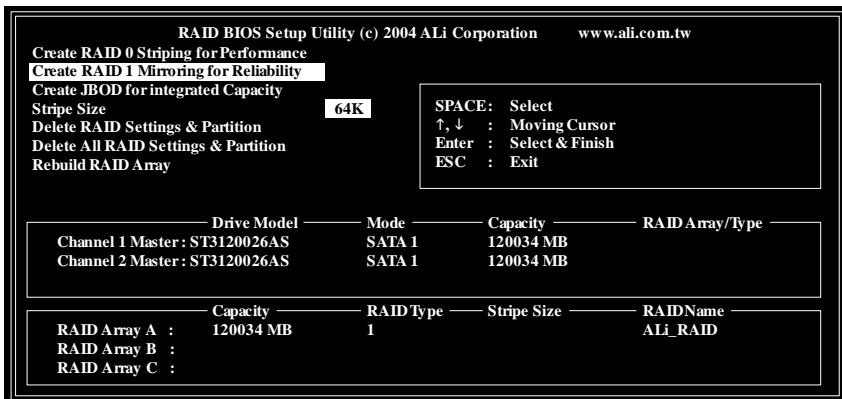 RAID BIOS Setup Utility (c) 2004 ALi Corporation www.ali.com.tw
Create RAID 0 Striping for Performance
Create RAID 1 Mirroring for Reliability
Create JBOD for integrated Capacity
Stripe Size 64K
Delete RAID Settings & Partition
Delete All RAID Settings & Partition
Rebuild RAID Array
SPACE: Select
↑, ↓ : Moving Cursor
Enter : Select & Finish
ESC : Exit
Drive Model Mode Capacity RAID Array/Type
Channel 1 Master : ST3120026AS SATA 1 120034 MB
Channel 2 Master : ST3120026AS SATA 1 120034 MB
Capacity RAID Type Stripe Size RAID Name
RAID Array A : 120034 MB 1 ALi_RAID
RAID Array B :
RAID Array C :